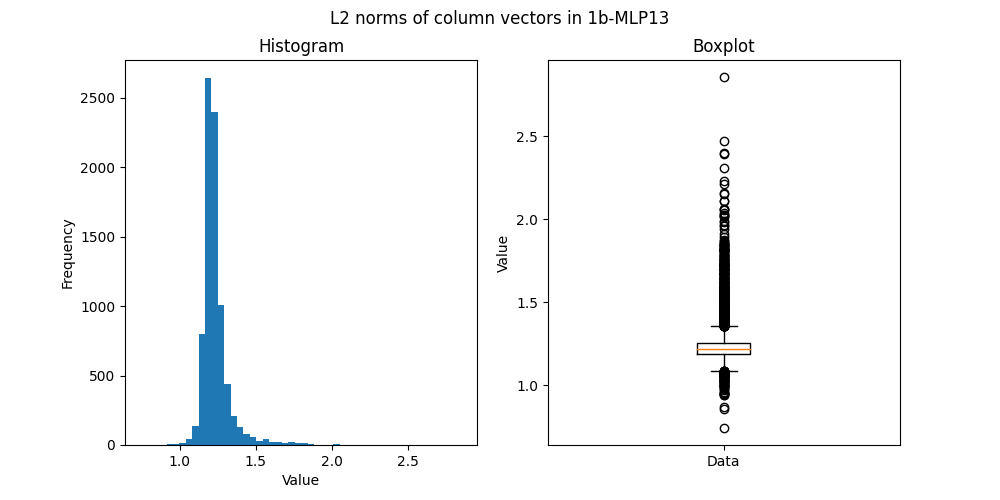 L2 norms of column vectors in 1b-MLP13
Histogram
Frequency
2500
2000
1500
1000
500
0
1.0 1.5 2.0 2.5
Value
Boxplot
Value
2.5
2.0
1.5
1.0
Data